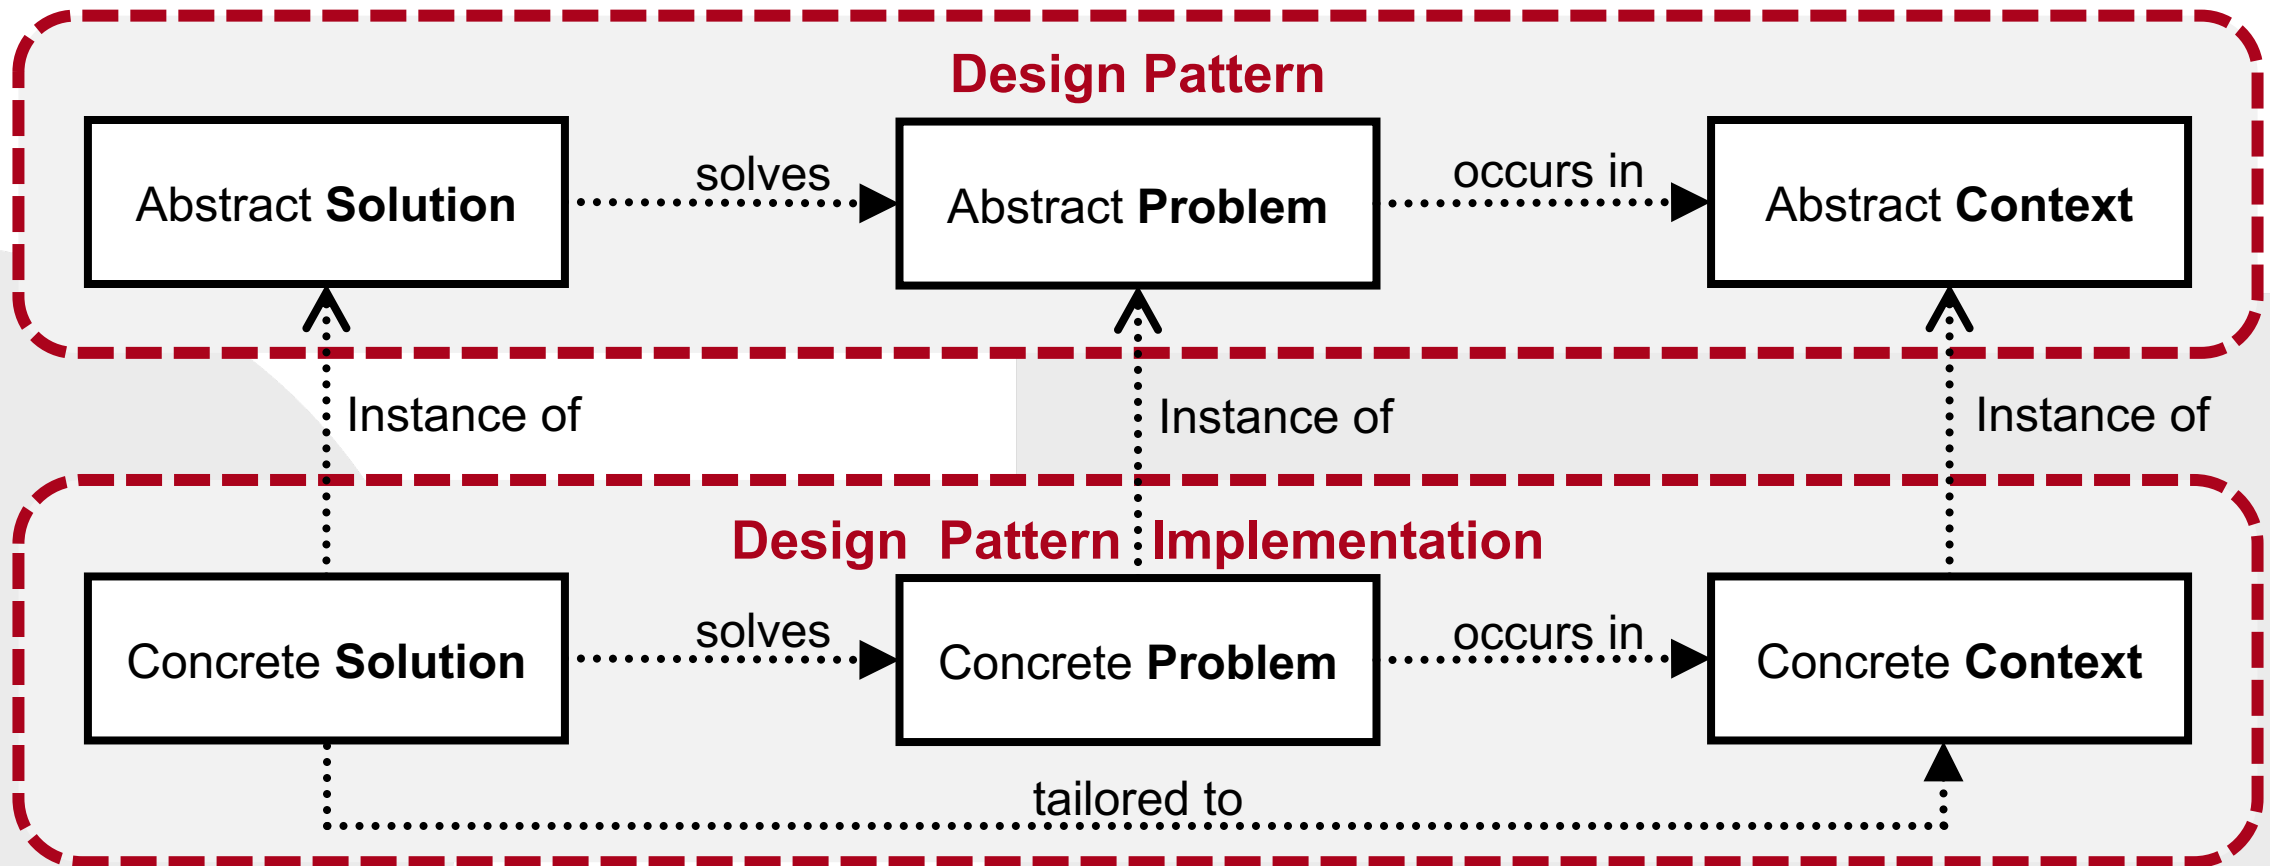 Design Pattern
Abstract Solution
solves
Abstract Problem
occurs in
Abstract Context
Instance of
Instance of
Instance of
Design Pattern Implementation
Concrete Solution
solves
Concrete Problem
occurs in
Concrete Context
tailored to